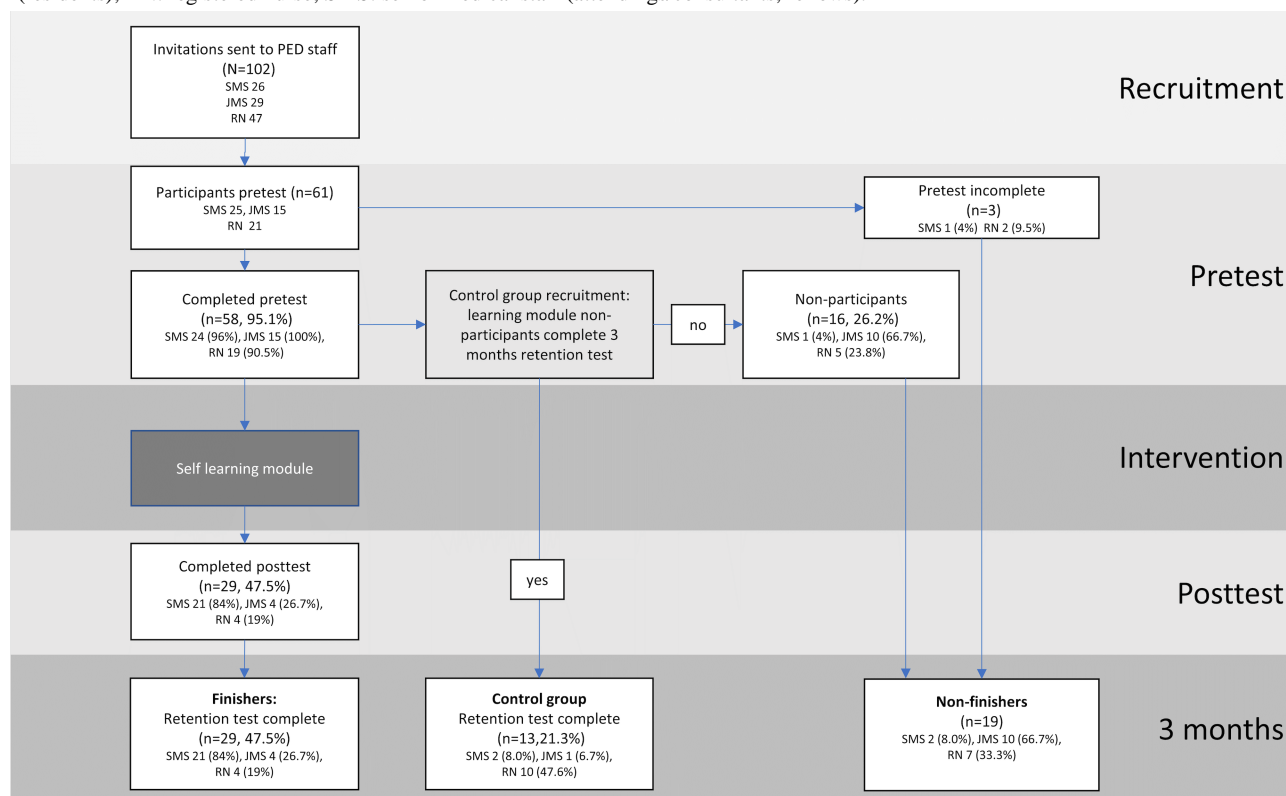 Invitations sent to PED staff
(N=102)
SMS 26
JMS 29
RN 47
Recruitment
Participants pretest (n=61)
SMS 25, JMS 15
RN 21
Pretest incomplete
(n=3)
SMS 1 (4%) RN 2 (9.5%)
Pretest
Completed pretest
(n=58, 95.1%)
SMS 24 (96%), JMS 15 (100%),
RN 19 (90.5%)
Control group recruitment:
learning module non-
participants complete 3
months retention test
no
Non-participants
(n=16, 26.2%)
SMS 1 (4%), JMS 10 (66.7%),
RN 5 (23.8%)
Self learning module
Intervention
Completed posttest
(n=29, 47.5%)
SMS 21 (84%), JMS 4 (26.7%),
RN 4 (19%)
yes
Posttest
Finishers:
Retention test complete
(n=29, 47.5%)
SMS 21 (84%), JMS 4 (26.7%),
RN 4 (19%)
Control group
Retention test complete
(n=13,21.3%)
SMS 2 (8.0%), JMS 1 (6.7%),
RN 10 (47.6%)
Non-finishers
(n=19)
SMS 2 (8.0%), JMS 10 (66.7%),
RN 7 (33.3%)
3 months